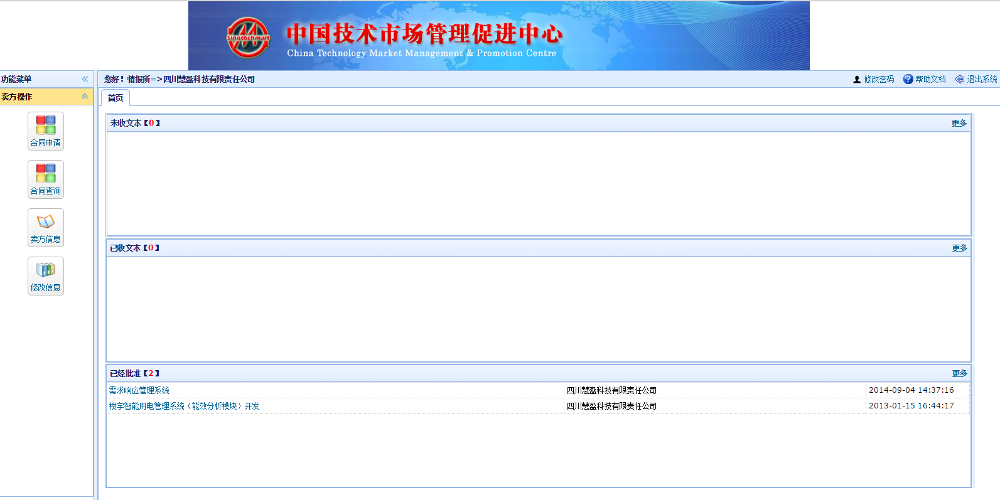 Sinotechmart
中国技术市场管理促进中心
China Technology Market Management & Promotion Centre
功能菜单
您好！情报所=>四川慧盈科技有限责任公司
修改密码 帮助文档 退出系统
卖方操作
首页
合同申请
合同查询
卖方信息
修改信息
未收文本【0】 更多
已收文本【0】 更多
已经批准【2】 更多
需求响应管理系统 四川慧盈科技有限责任公司 2014-09-04 14:37:16
楼宇智能用电管理系统（能效分析模块）开发 四川慧盈科技有限责任公司 2013-01-15 16:44:17